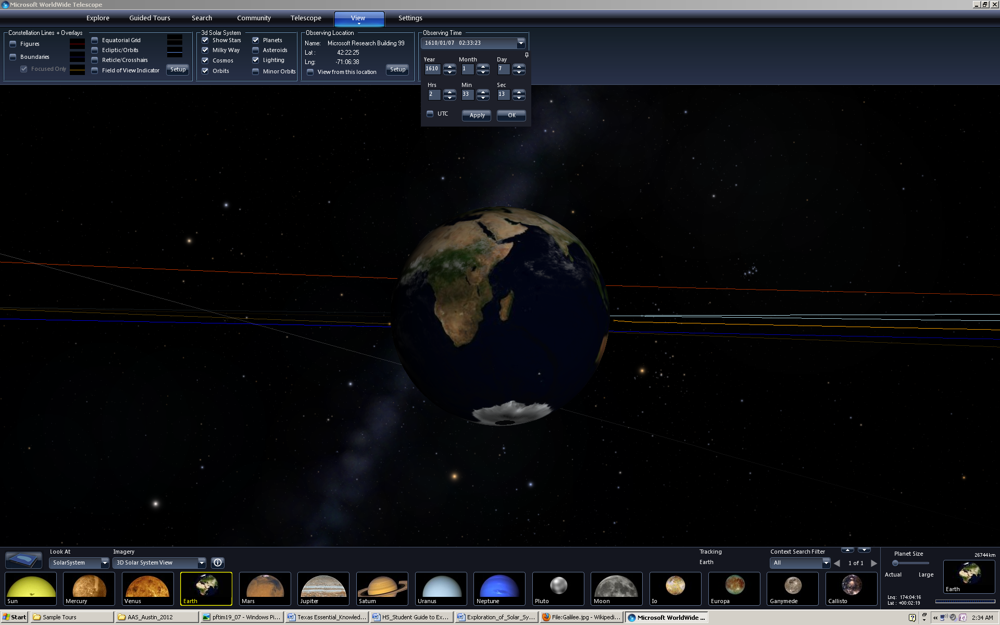 Microsoft WorldWide Telescope
Explore Guided Tours Search Community Telescope View Settings
Constellation Lines + Overlays
Figures
Boundaries
Focused Only
Equatorial Grid
Ecliptic/Orbits
Reticle/Crosshairs
Field of View Indicator
Setup
3d Solar System
Show Stars
Milky Way
Cosmos
Orbits
Planets
Asteroids
Lighting
Minor Orbits
Observing Location
Name: Microsoft Research Building 99
Lat : 42:22:25
Lng: -71:06:38
View from this location
Setup
Observing Time
1610/01/07 02:33:23
Year Month Day
1610 1 7
Hrs Min Sec
2 33 13
UTC Apply OK
Look At
SolarSystem
Imagery
3D Solar System View
Tracking
Earth
Context Search Filter
All
1 of 1
Planet Size
Actual Large
26744km
Earth
Lng: 174:04:16
Lat : +00:02:19
Sun Mercury Venus Earth Mars Jupiter Saturn Uranus Neptune Pluto Moon Io Europa Ganymede Callisto
Start Sample Tours AAS_Austin_2012 pftim19_07 - Windows Pi... Texas Essential_Knowled... HS_Student Guide to Ex... Exploration_of_Solar_Sy... File:Galilee.jpg - Wikipedi... Microsoft WorldWide ... 2:34 AM